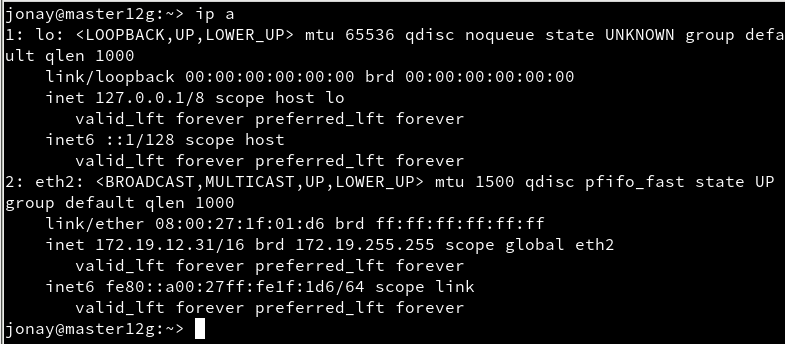 jonay@master12g:~> ip a
1: lo: <LOOPBACK,UP,LOWER_UP> mtu 65536 qdisc noqueue state UNKNOWN group defa
ult qlen 1000
    link/loopback 00:00:00:00:00:00 brd 00:00:00:00:00:00
    inet 127.0.0.1/8 scope host lo
       valid_lft forever preferred_lft forever
    inet6 ::1/128 scope host
       valid_lft forever preferred_lft forever
2: eth2: <BROADCAST,MULTICAST,UP,LOWER_UP> mtu 1500 qdisc pfifo_fast state UP
group default qlen 1000
    link/ether 08:00:27:1f:01:d6 brd ff:ff:ff:ff:ff:ff
    inet 172.19.12.31/16 brd 172.19.255.255 scope global eth2
       valid_lft forever preferred_lft forever
    inet6 fe80::a00:27ff:fe1f:1d6/64 scope link
       valid_lft forever preferred_lft forever
jonay@master12g:~>